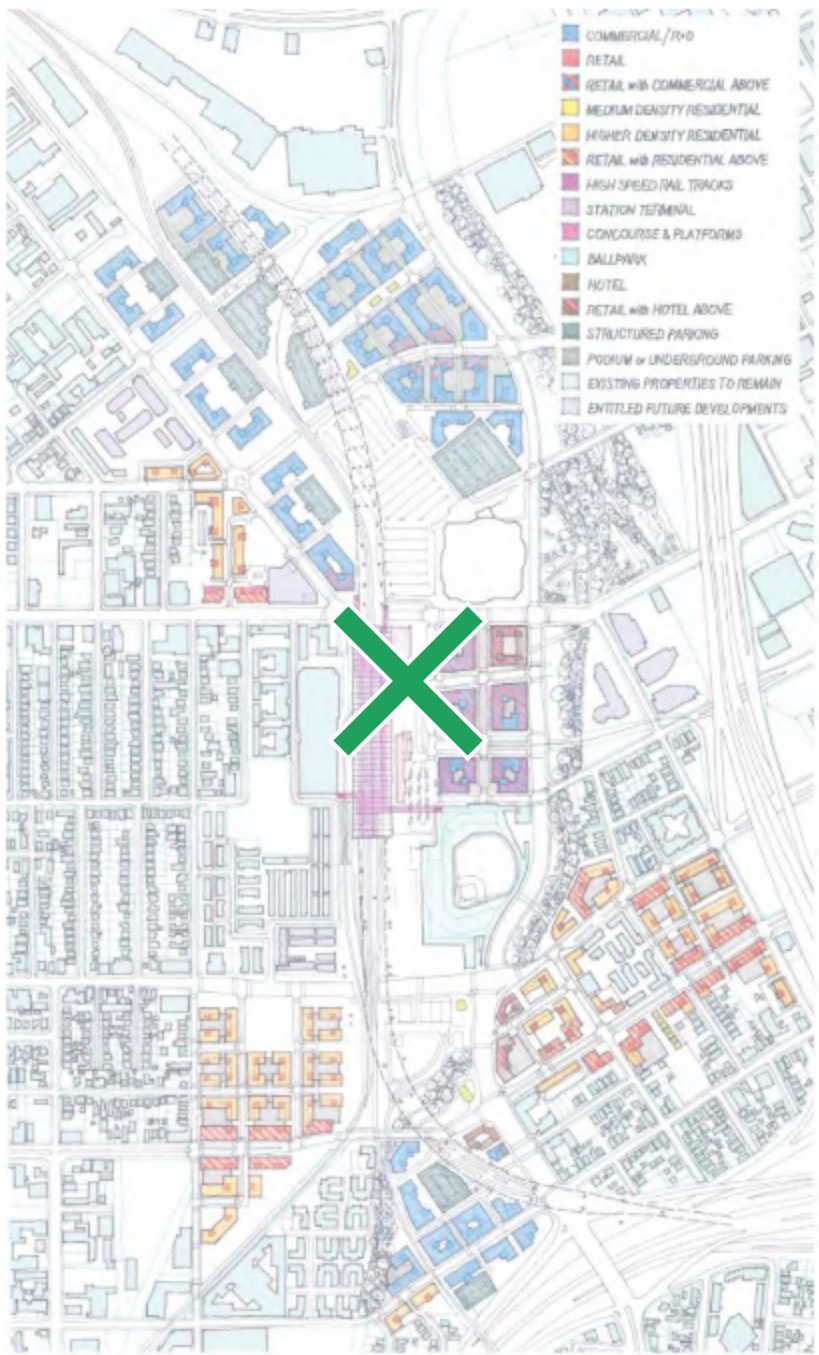 COMMERCIAL/R+D
RETAIL
RETAIL with COMMERCIAL ABOVE
MEDIUM DENSITY RESIDENTIAL
HIGHER DENSITY RESIDENTIAL
RETAIL with RESIDENTIAL ABOVE
HIGH SPEED RAIL TRACKS
STATION TERMINAL
CONCOURSE & PLATFORMS
BALLPARK
HOTEL
RETAIL with HOTEL ABOVE
STRUCTURED PARKING
PODIUM or UNDERGROUND PARKING
EXISTING PROPERTIES TO REMAIN
ENTITLED FUTURE DEVELOPMENTS